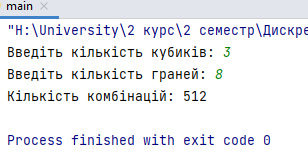 main
"H:\University\2 курс\2 семестр\Дискре
Введіть кількість кубиків: 3
Введіть кількість граней: 8
Кількість комбінацій: 512
Process finished with exit code 0